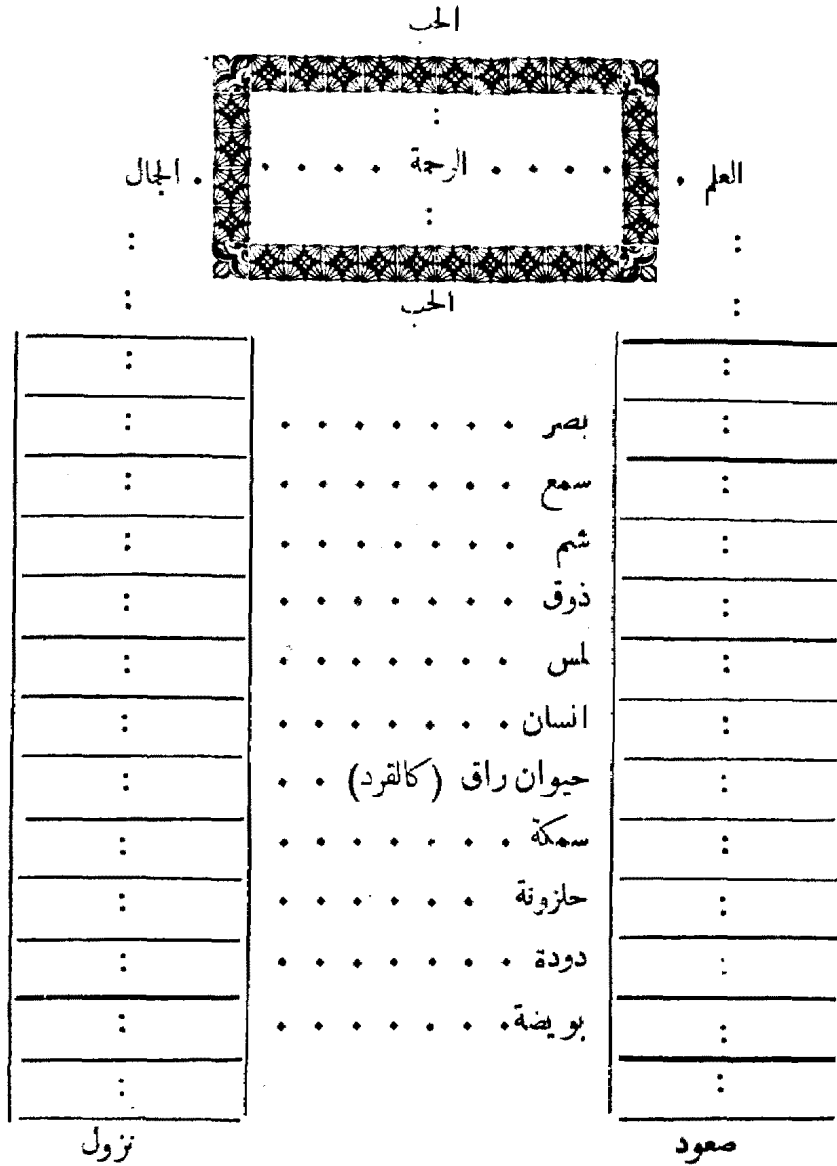 الحب
العلم . . . . . الرحمة . . . . . الجمال
الحب
بصر . . . . . . .
سمع . . . . . . .
شم . . . . . . .
ذوق . . . . . . .
لمس . . . . . . .
انسان . . . . . . .
حيوان راق (كالقرد) . .
سمكة . . . . . . .
حلزونة . . . . . .
دودة . . . . . . .
بويضة . . . . . . .
صعود نزول